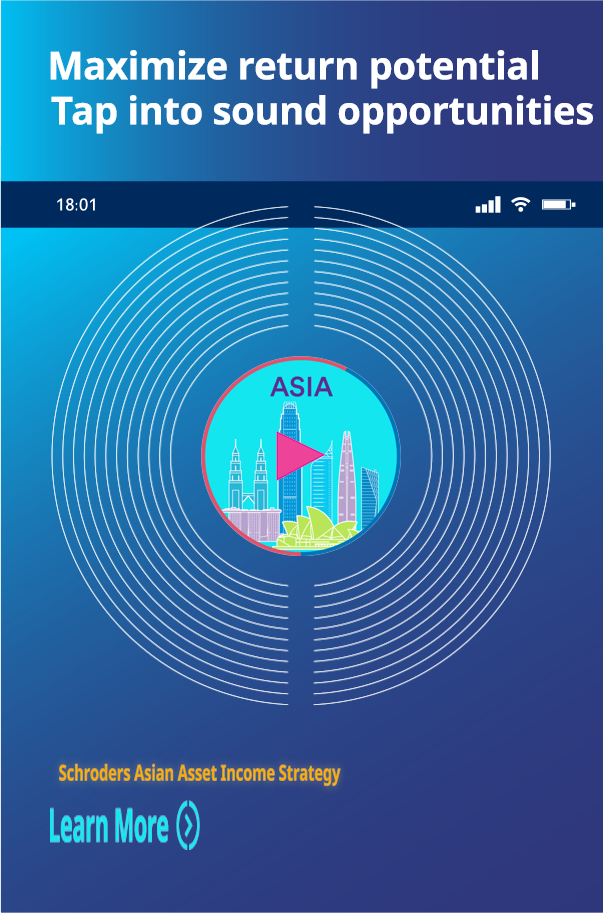 Maximize return potential
Tap into sound opportunities
18:01
ASIA
Schroders Asian Asset Income Strategy
Learn More